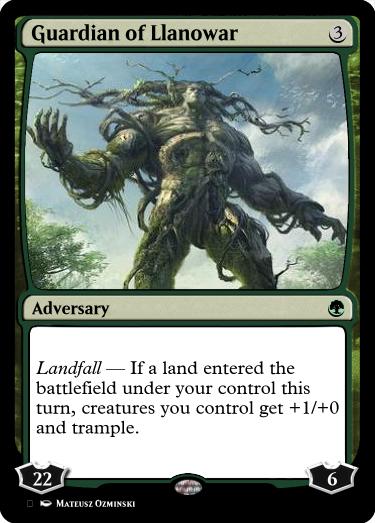 Guardian of Llanowar 3
Adversary
Landfall — If a land entered the
battlefield under your control this
turn, creatures you control get +1/+0
and trample.
22 6
Mateusz Ozminski